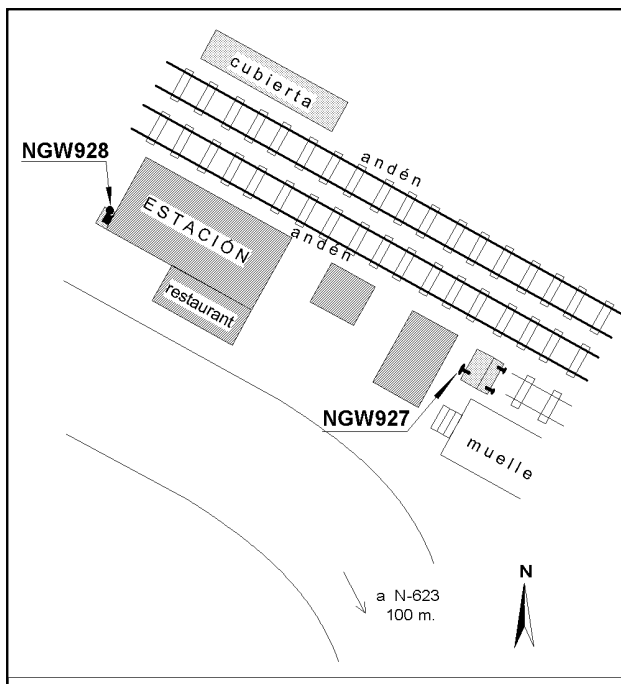 cubierta
andén
NGW928
ESTACIÓN
andén
restaurant
NGW927
muelle
N
a N-623
100 m.